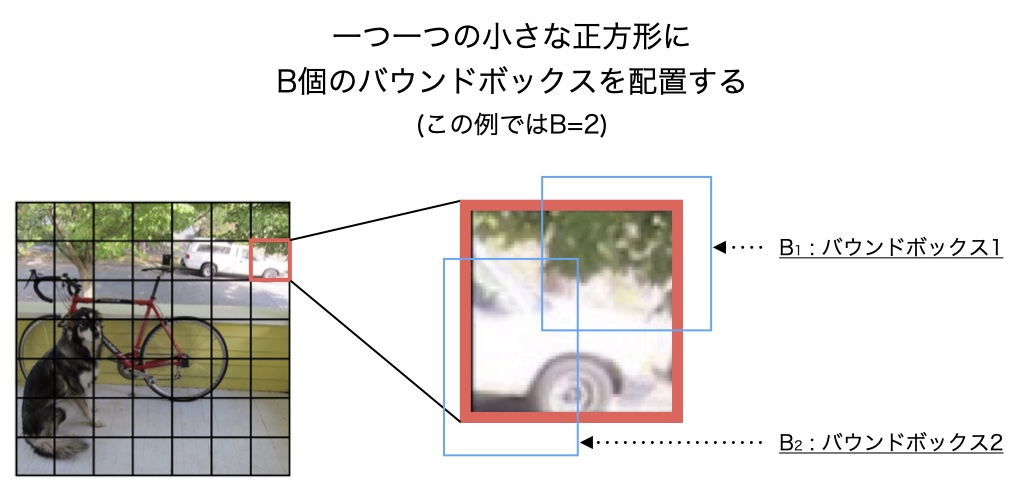 一つ一つの小さな正方形に
B個のバウンドボックスを配置する
(この例ではB=2)
B₁ : バウンドボックス1
B₂ : バウンドボックス2